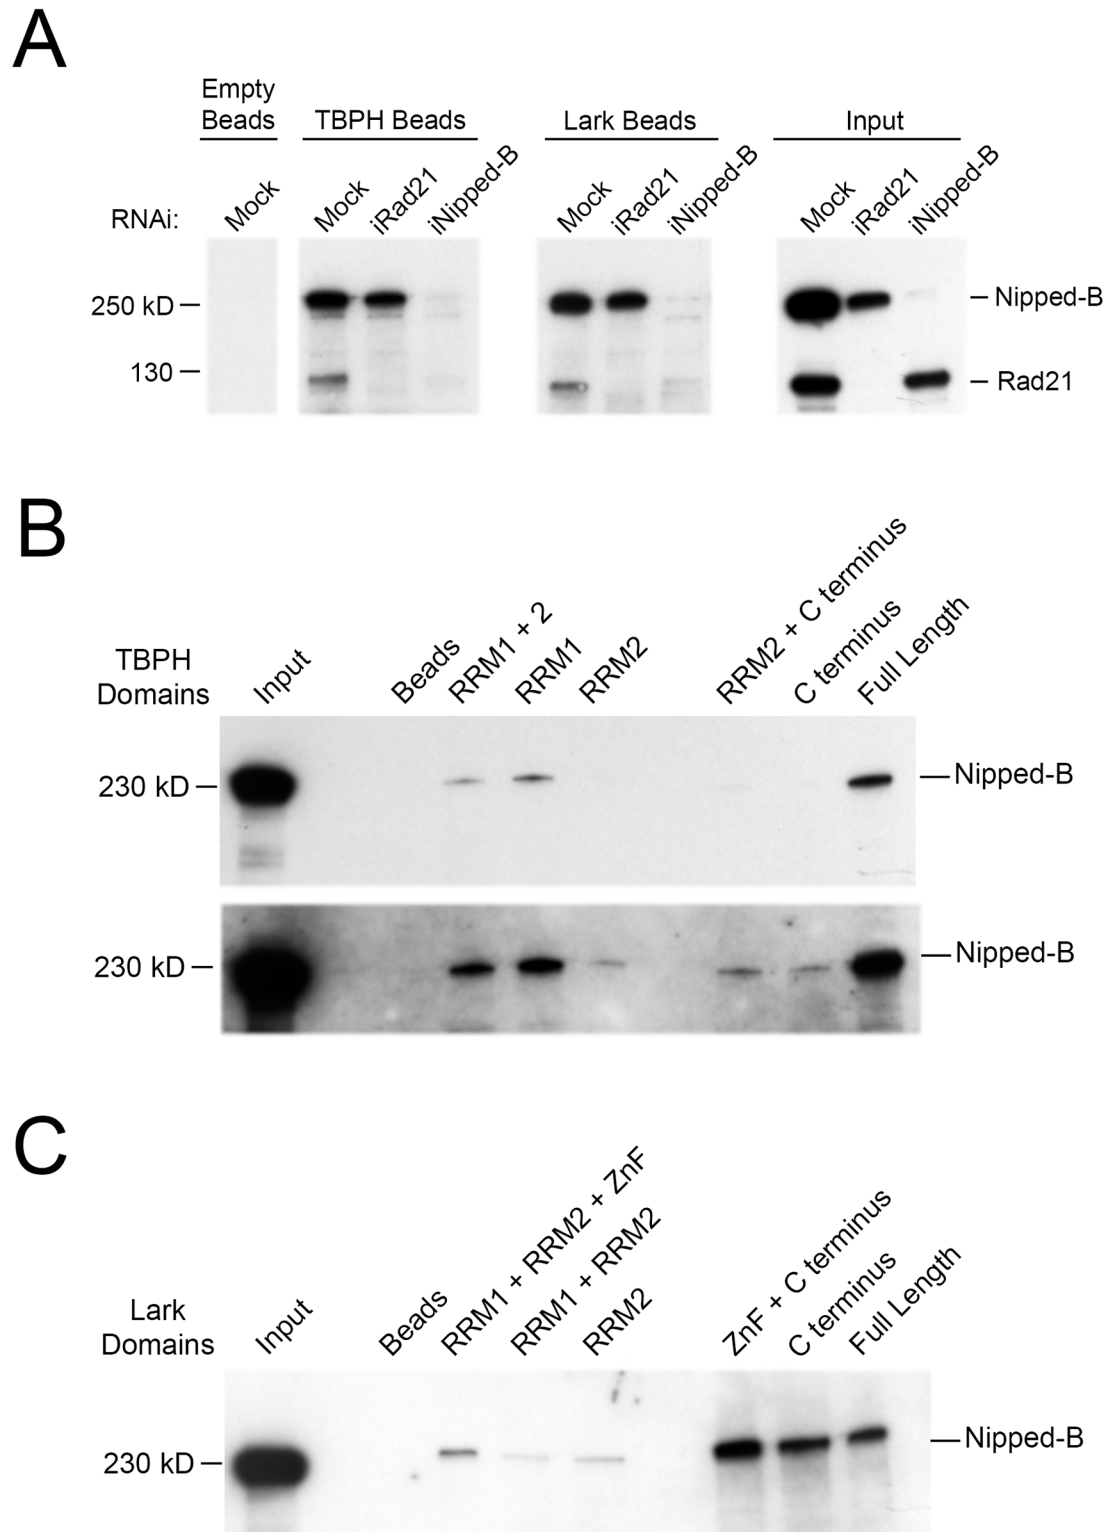 A
Empty
Beads
TBPH Beads
Lark Beads
Input
RNAi:
Mock
Mock
iRad21
iNipped-B
Mock
iRad21
iNipped-B
Mock
iRad21
iNipped-B
250 kD
130
Nipped-B
Rad21
B
TBPH
Domains
Input
Beads
RRM1 + 2
RRM1
RRM2
RRM2 + C terminus
C terminus
Full Length
230 kD
Nipped-B
230 kD
Nipped-B
C
Lark
Domains
Input
Beads
RRM1 + RRM2 + ZnF
RRM1 + RRM2
RRM2
ZnF + C terminus
C terminus
Full Length
230 kD
Nipped-B